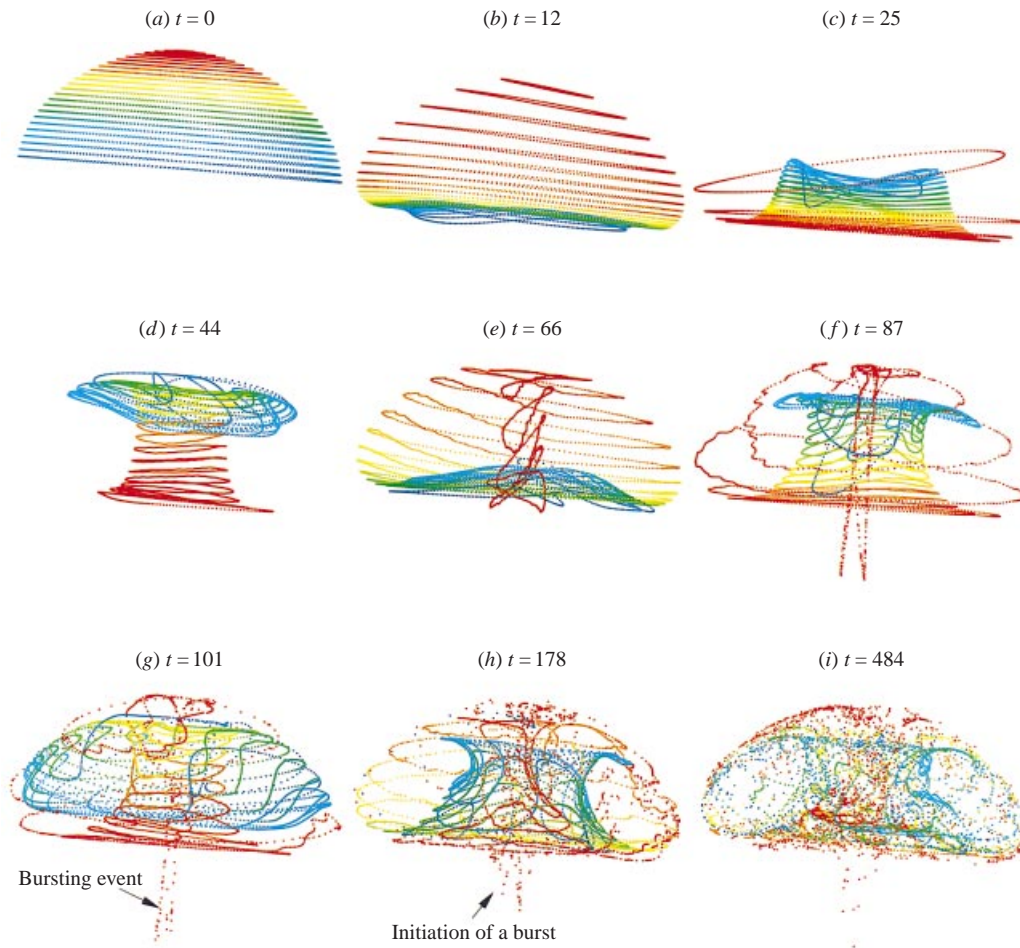 (a) t = 0
(b) t = 12
(c) t = 25
(d) t = 44
(e) t = 66
(f) t = 87
(g) t = 101
(h) t = 178
(i) t = 484
Bursting event
Initiation of a burst